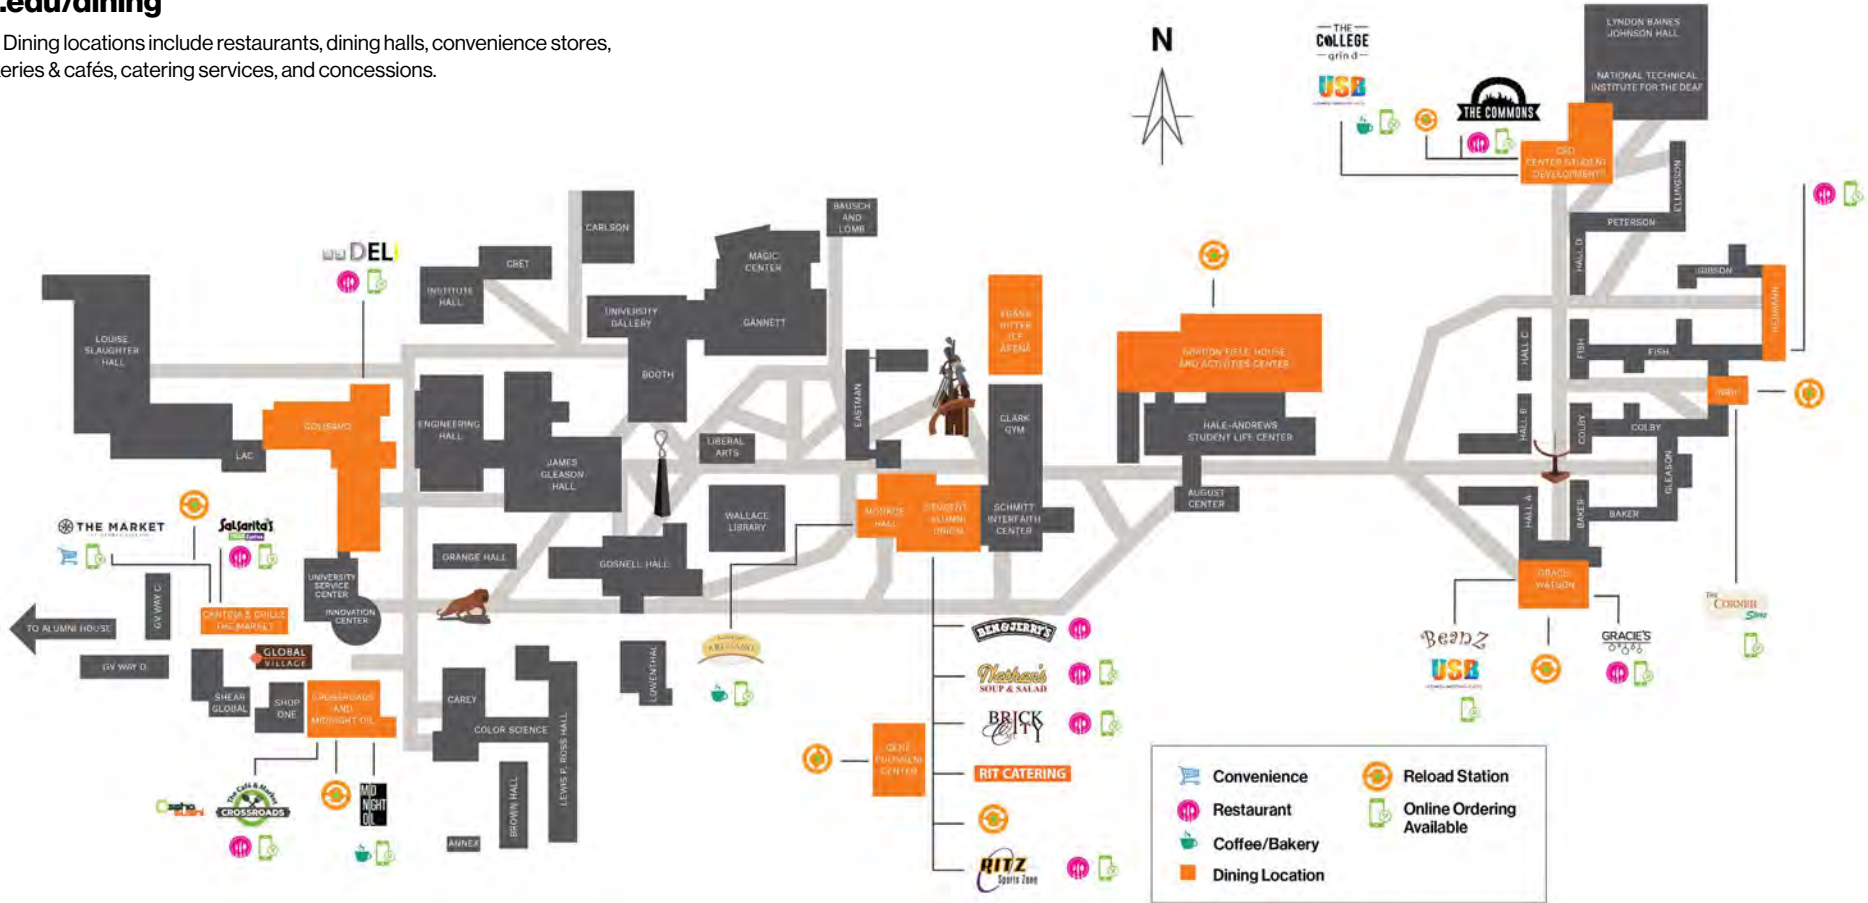 .edu/dining
Dining locations include restaurants, dining halls, convenience stores,
eries & cafés, catering services, and concessions.
N
THE
COLLEGE
grind
USB
THE COMMONS
LYNDON BAINES
JOHNSON HALL
NATIONAL TECHNICAL
INSTITUTE FOR THE DEAF
CSD
CENTER STUDENT
DEVELOPMENT
ELLINGSON
PETERSON
HALL D
GIBSON
HEUMANN
HALL C
FISH
FISH
HALL B
COLBY
COLBY
GLEASON
HALL A
BAKER
BAKER
GRACE
WATSON
The
CORNER
Store
BeanZ
USB
GRACIE'S
BAUSCH
AND
LOMB
CARLSON
MAGIC
CENTER
CBET
INSTITUTE
HALL
UNIVERSITY
GALLERY
GANNETT
DELI
LOUISE
SLAUGHTER
HALL
FRANK
RITTER
ICE
ARENA
GORDON FIELD HOUSE
AND ACTIVITIES CENTER
BOOTH
EASTMAN
CLARK
GYM
HALE-ANDREWS
STUDENT LIFE CENTER
GOLISANO
ENGINEERING
HALL
LAC
LIBERAL
ARTS
JAMES
GLEASON
HALL
AUGUST
CENTER
WALLACE
LIBRARY
MONROE
HALL
STUDENT
ALUMNI
UNION
SCHMITT
INTERFAITH
CENTER
THE MARKET
Salsarita's
ORANGE HALL
GOSNELL HALL
UNIVERSITY
SERVICE
CENTER
INNOVATION
CENTER
GV WAY C
CANTINA & GRILLE
THE MARKET
TO ALUMNI HOUSE
GV WAY D
GLOBAL
VILLAGE
SHEAR
GLOBAL
SHOP
ONE
CROSSROADS
AND
MIDNIGHT OIL
CAREY
COLOR SCIENCE
LEWIS P. ROSS HALL
BROWN HALL
ANNEX
LOWENTHAL
The Café & Market
CROSSROADS
MID
NIGHT
OIL
BEN & JERRY'S
Nathan's
SOUP & SALAD
BRICK
CITY
RIT CATERING
RITZ
Sports Zone
GENE
POLISSENI
CENTER
Convenience
Restaurant
Coffee/Bakery
Dining Location
Reload Station
Online Ordering
Available